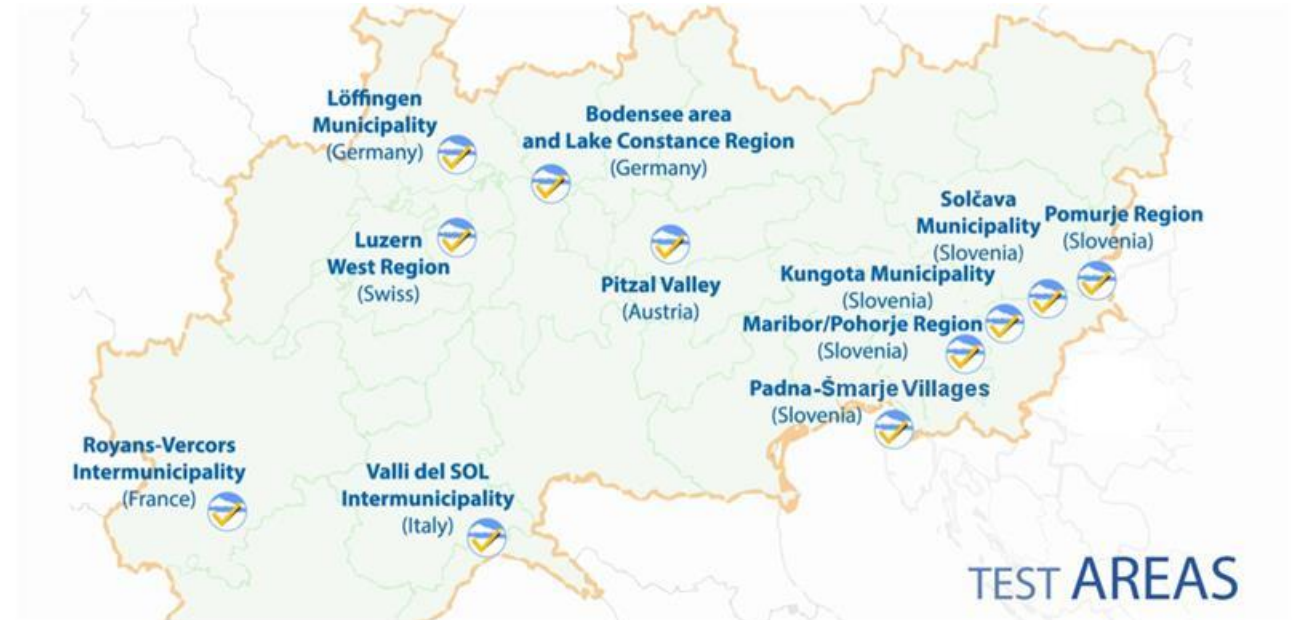 Löffingen
Municipality
(Germany)
Bodensee area
and Lake Constance Region
(Germany)
Luzern
West Region
(Swiss)
Pitzal Valley
(Austria)
Solčava
Municipality
(Slovenia)
Pomurje Region
(Slovenia)
Kungota Municipality
(Slovenia)
Maribor/Pohorje Region
(Slovenia)
Padna-Šmarje Villages
(Slovenia)
Royans-Vercors
Intermunicipality
(France)
Valli del SOL
Intermunicipality
(Italy)
TEST AREAS